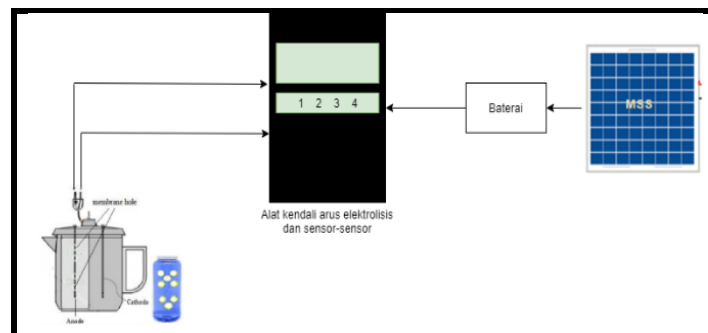 1 2 3 4
Baterai
MSS
Alat kendali arus elektrolisis
dan sensor-sensor
membrane hole
Cathode
Anode